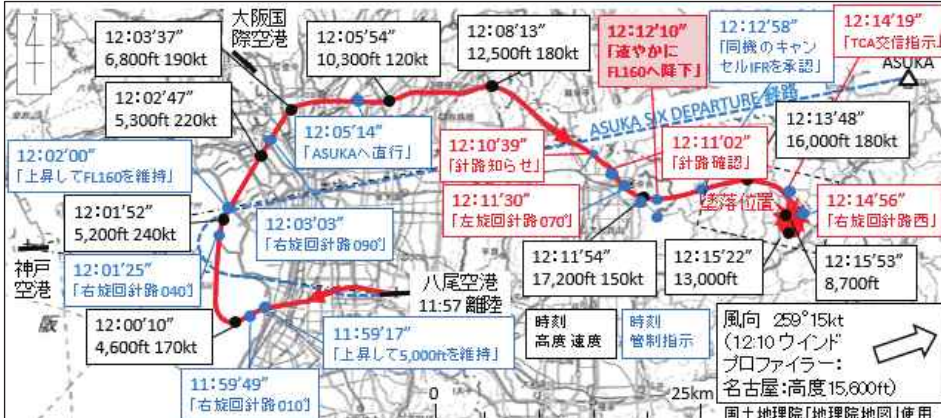 12:03’37”
6,800ft 190kt
大阪国
際空港
12:05’54”
10,300ft 120kt
12:08’13”
12,500ft 180kt
12:12’10”
「速やかに
FL160へ降下」
12:12’58”
「同機のキャン
セルIFRを承認」
12:14’19”
「TCA交信指示」
ASUKA
12:02’47”
5,300ft 220kt
12:05’14”
「ASUKAへ直行」
ASUKA SIX DEPARTURE 経路
12:13’48”
16,000ft 180kt
12:02’00”
「上昇してFL160を維持」
12:10’39”
「針路知らせ」
12:11’02”
「針路確認」
12:01’52”
5,200ft 240kt
12:03’03”
「右旋回針路090°」
12:11’30”
「左旋回針路070°」
墜落位置
12:14’56”
「右旋回針路西」
神戸
空港
12:01’25”
「右旋回針路040°」
八尾空港
11:57 離陸
12:11’54”
17,200ft 150kt
12:15’22”
13,000ft
12:15’53”
8,700ft
阪
12:00’10”
4,600ft 170kt
11:59’17”
「上昇して5,000ftを維持」
時刻
高度 速度
時刻
管制指示
風向 259°15kt
(12:10 ウインド
プロファイラー:
名古屋:高度15,600ft)
11:59’49”
「右旋回針路010°」
0
25km
国土地理院「地理院地図」使用